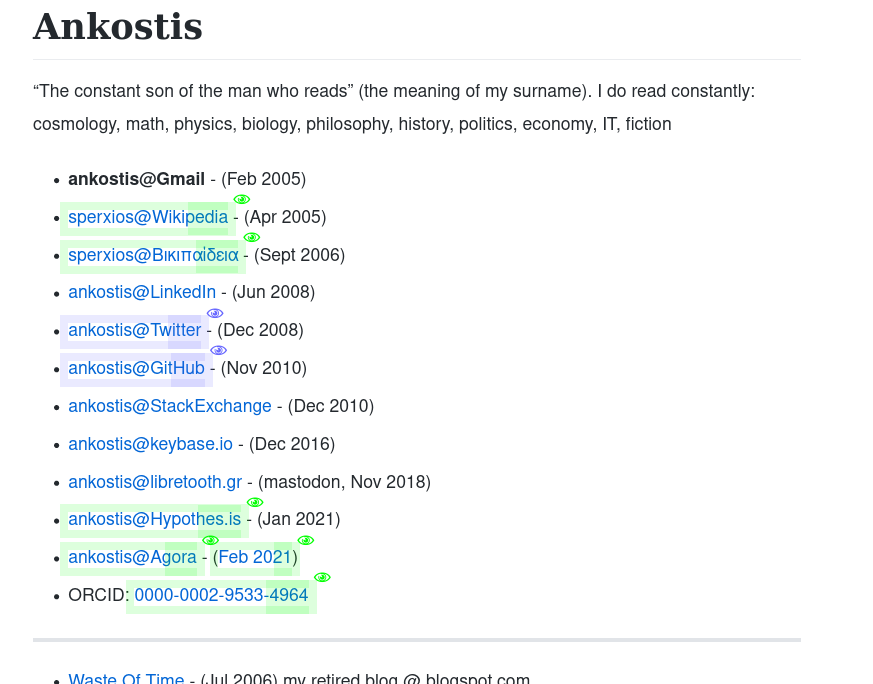 Ankostis
“The constant son of the man who reads” (the meaning of my surname). I do read constantly:
cosmology, math, physics, biology, philosophy, history, politics, economy, IT, fiction
• ankostis@Gmail - (Feb 2005)
• sperxios@Wikipedia - (Apr 2005)
• sperxios@Βικιπαίδεια - (Sept 2006)
• ankostis@LinkedIn - (Jun 2008)
• ankostis@Twitter - (Dec 2008)
• ankostis@GitHub - (Nov 2010)
• ankostis@StackExchange - (Dec 2010)
• ankostis@keybase.io - (Dec 2016)
• ankostis@libretooth.gr - (mastodon, Nov 2018)
• ankostis@Hypothes.is - (Jan 2021)
• ankostis@Agora - (Feb 2021)
• ORCID: 0000-0002-9533-4964
• Waste Of Time - (Jul 2006) my retired blog @ blogspot.com